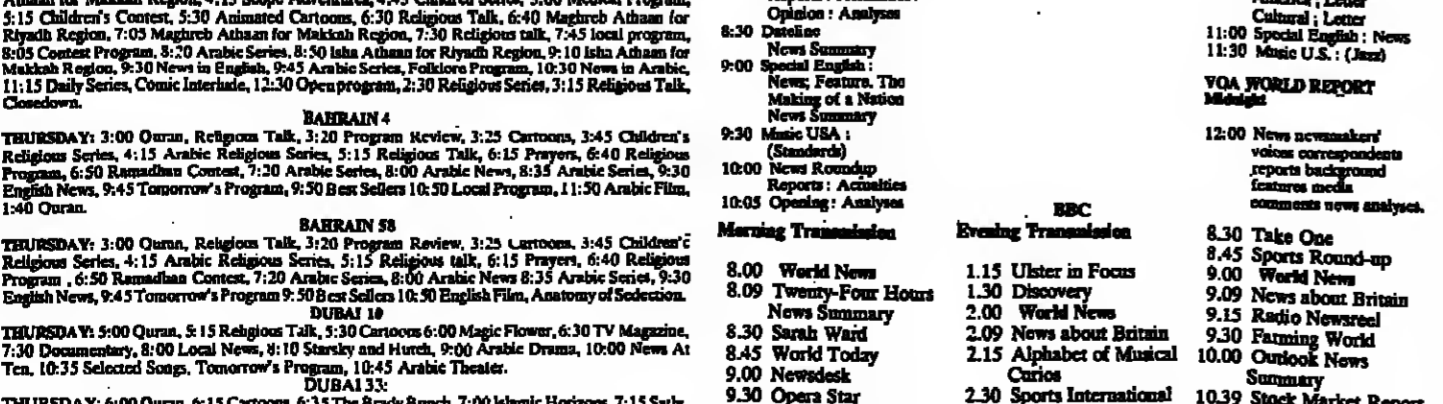 5:15 Children's Contest, 5:30 Animated Cartoons, 6:30 Religious Talk, 6:40 Maghreb Athaan for
Riyadh Region, 7:03 Maghreb Athaan for Makkah Region, 7:30 Religious talk, 7:45 local program,
8:05 Contest Program, 8:20 Arabic Series, 8:50 Isha Athaan for Riyadh Region, 9:10 Isha Athaan for
Makkah Region, 9:30 News in English, 9:45 Arabic Series, Folklore Program, 10:30 News in Arabic,
11:15 Daily Series, Comic Interlude, 12:30 Open program, 2:30 Religious Series, 3:15 Religious Talk,
Closedown.
BAHRAIN 4
THURSDAY: 3:00 Quran, Religious Talk, 3:20 Program Review, 3:25 Cartoons, 3:45 Children's
Religious Series, 4:15 Arabic Religious Series, 5:15 Religious Talk, 6:15 Prayers, 6:40 Religious
Program, 6:50 Ramadhan Contest, 7:20 Arabic Series, 8:00 Arabic News, 8:35 Arabic Series, 9:30
English News, 9:45 Tomorrow's Program, 9:50 Best Sellers 10:50 Local Program, 11:50 Arabic Film,
1:40 Quran.
BAHRAIN 58
THURSDAY: 3:00 Quran, Religious Talk, 3:20 Program Review, 3:25 Cartoons, 3:45 Children's
Religious Series, 4:15 Arabic Religious Series, 5:15 Religious talk, 6:15 Prayers, 6:40 Religious
Program , 6:50 Ramadhan Contest, 7:20 Arabic Series, 8:00 Arabic News 8:35 Arabic Series, 9:30
English News, 9:45 Tomorrow's Program 9:50 Best Sellers 10:50 English Film, Anatomy of Seduction.
DUBAI 10
THURSDAY: 5:00 Quran, 5:15 Religious Talk, 5:30 Cartoons 6:00 Magic Flower, 6:30 TV Magazine,
7:30 Documentary, 8:00 Local News, 8:10 Starsky and Hutch, 9:00 Arabic Drama, 10:00 News At
Ten, 10:35 Selected Songs, Tomorrow's Program, 10:45 Arabic Theater.
DUBAI 33:
THURSDAY: 6:00 Quran, 6:15 Cartoons, 6:35 The Brady Bunch, 7:00 Islamic Horizons, 7:15
Opinion : Analyses
8:30 Dateline
News Summary
9:00 Special English :
News; Feature, The
Making of a Nation
News Summary
9:30 Music USA :
(Standards)
10:00 News Roundup
Reports : Actualities
10:05 Opening : Analyses
Cultural ; Letter
11:00 Special English : News
11:30 Music U.S. : (Jazz)
VOA WORLD REPORT
Midnight
12:00 News newsmakers'
voices correspondents
reports background
features media
comments news analyses.
BBC
Morning Transmission
8.00 World News
8.09 Twenty-Four Hours
News Summary
8.30 Sarah Ward
8.45 World Today
9.00 Newsdesk
9.30 Opera Star
Evening Transmission
1.15 Ulster in Focus
1.30 Discovery
2.00 World News
2.09 News about Britain
2.15 Alphabet of Musical
Curios
2.30 Sports International
8.30 Take One
8.45 Sports Round-up
9.00 World News
9.09 News about Britain
9.15 Radio Newsreel
9.30 Farming World
10.00 Outlook News
Summary
10.39 Stock Market Report